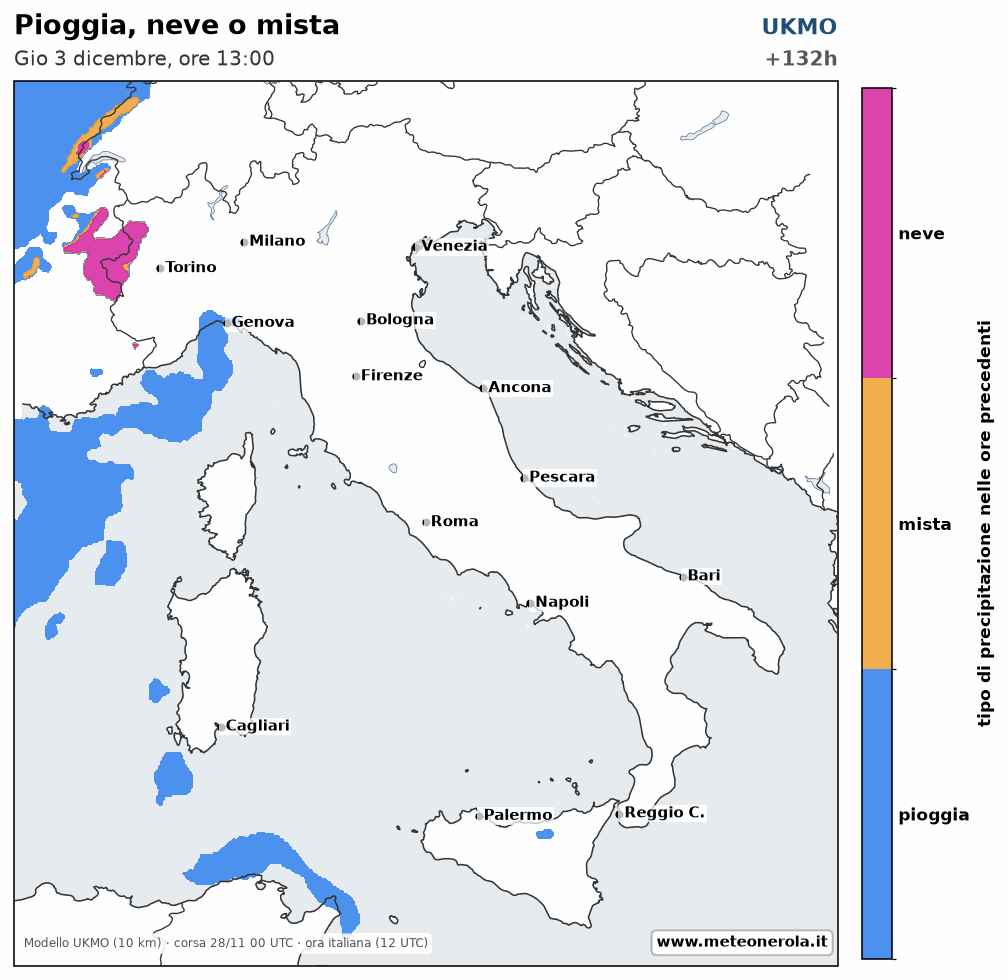 Pioggia, neve o mista
UKMO
Gio 3 dicembre, ore 13:00
+132h
neve
Milano
Venezia
Torino
Genova
Bologna
Firenze
Ancona
Pescara
Roma
mista
Bari
Napoli
Cagliari
Palermo
Reggio C.
pioggia
tipo di precipitazione nelle ore precedenti
Modello UKMO (10 km) · corsa 28/11 00 UTC · ora italiana (12 UTC)
www.meteonerola.it